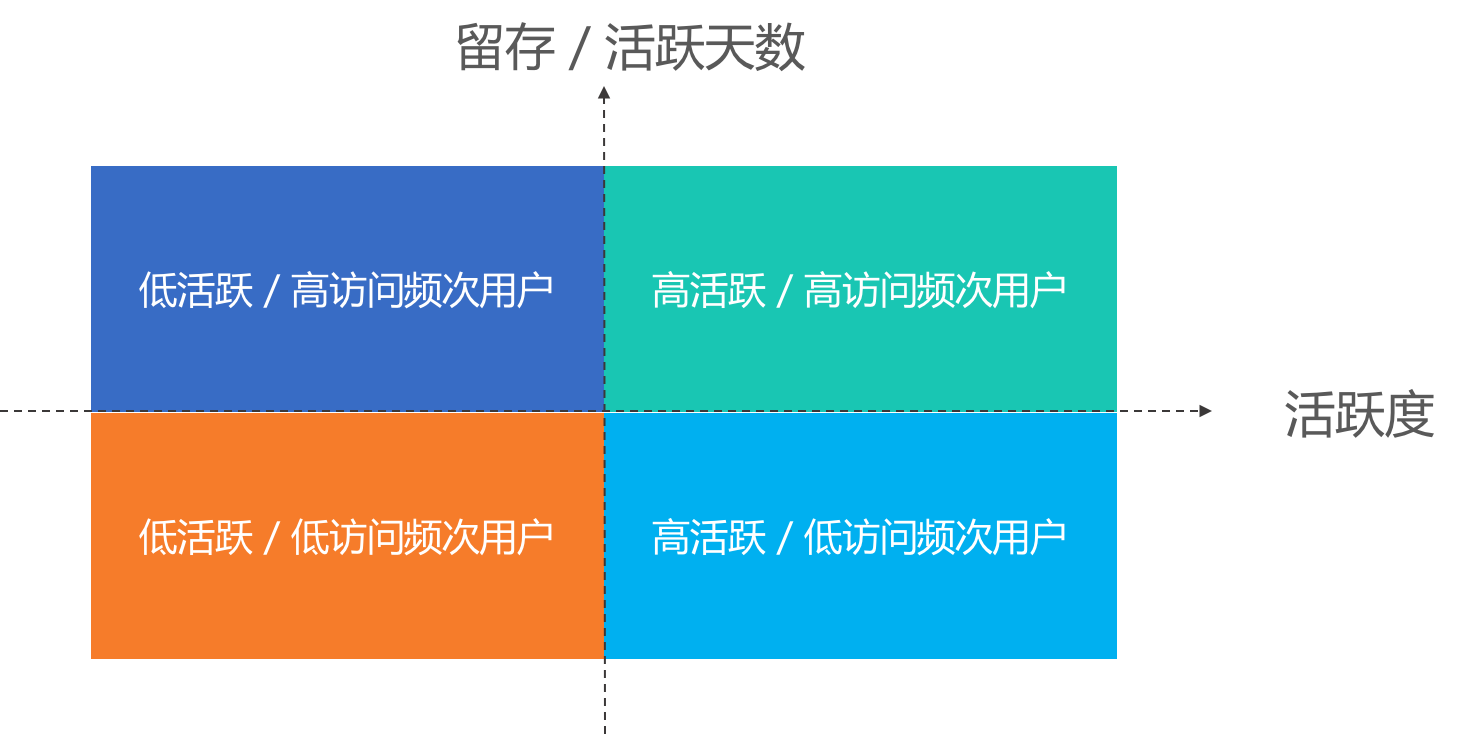 留存 / 活跃天数
低活跃 / 高访问频次用户
高活跃 / 高访问频次用户
活跃度
低活跃 / 低访问频次用户
高活跃 / 低访问频次用户